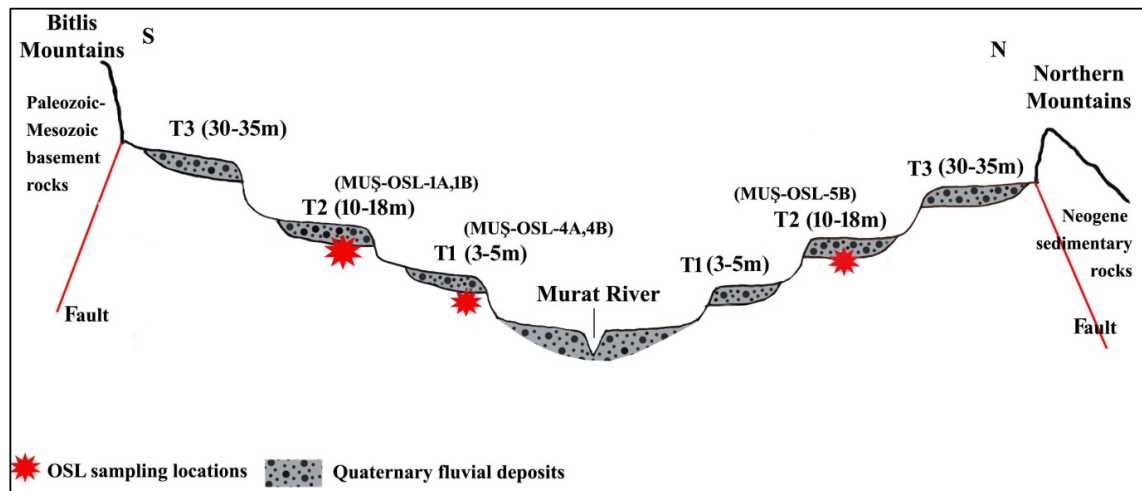 Bitlis
Mountains
S
N
Northern
Mountains
Paleozoic-
Mesozoic
basement
rocks
T3 (30-35m)
(MUŞ-OSL-1A,1B)
T2 (10-18m)
(MUŞ-OSL-4A,4B)
T1 (3-5m)
Murat River
T1 (3-5m)
(MUŞ-OSL-5B)
T2 (10-18m)
T3 (30-35m)
Neogene
sedimentary
rocks
Fault
Fault
OSL sampling locations
Quaternary fluvial deposits